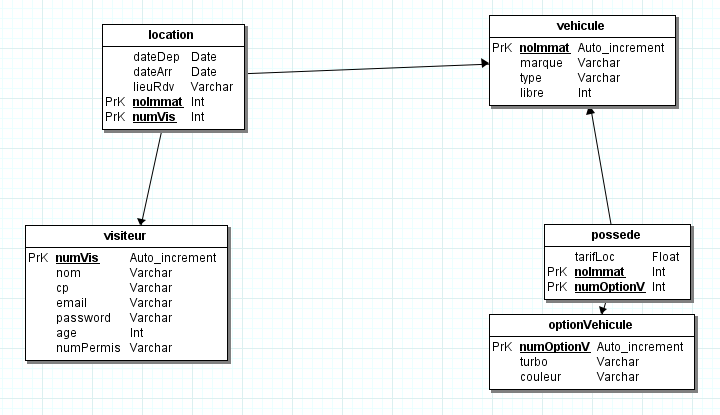 location
dateDep Date
dateArr Date
lieuRdv Varchar
PrK noImmat Int
PrK numVis Int
vehicule
PrK noImmat Auto_increment
marque Varchar
type Varchar
libre Int
visiteur
PrK numVis Auto_increment
nom Varchar
cp Varchar
email Varchar
password Varchar
age Int
numPermis Varchar
possede
tarifLoc Float
PrK noImmat Int
PrK numOptionV Int
optionVehicule
PrK numOptionV Auto_increment
turbo Varchar
couleur Varchar